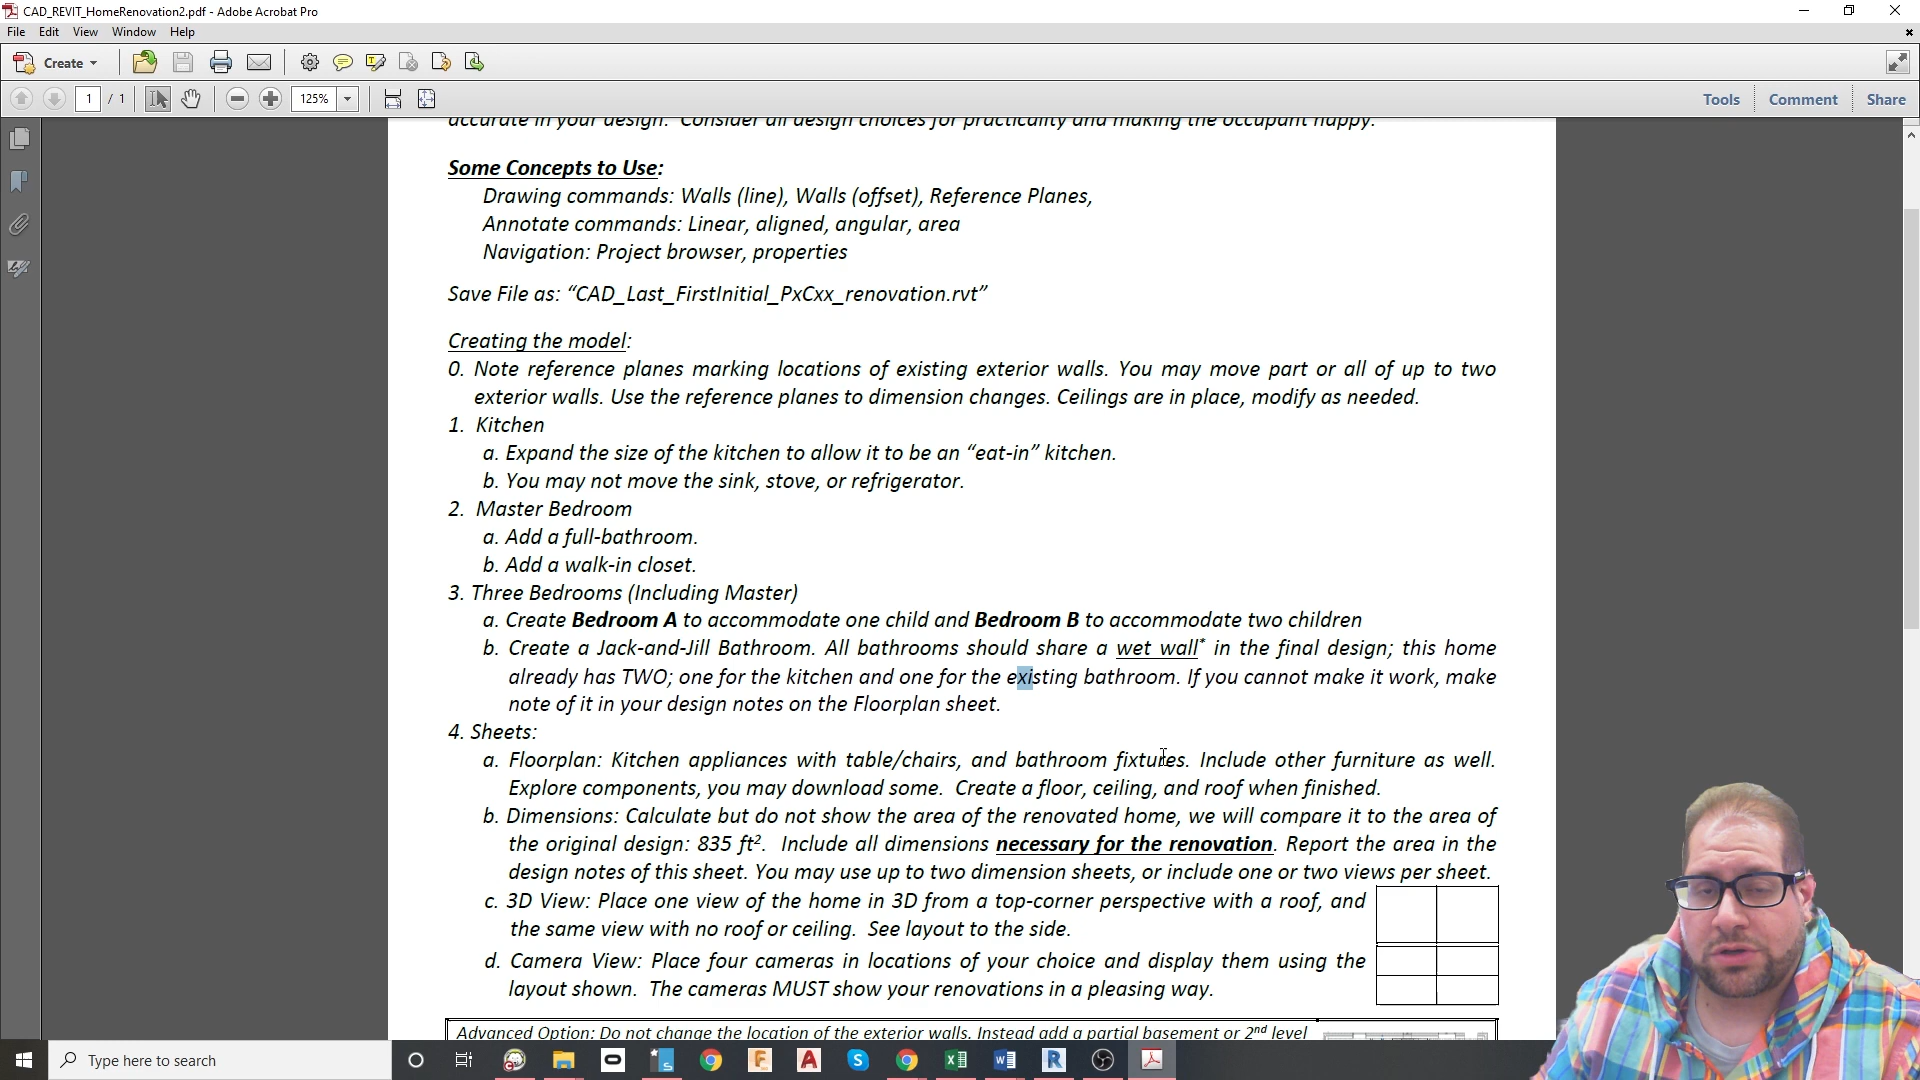 CAD_REVIT_HomeRenovation2.pdf - Adobe Acrobat Pro
File Edit View Window Help
Create
1 / 1 125% Tools Comment Share
accurate in your design. Consider all design choices for practicality and making the occupant happy.
Some Concepts to Use:
Drawing commands: Walls (line), Walls (offset), Reference Planes,
Annotate commands: Linear, aligned, angular, area
Navigation: Project browser, properties
Save File as: “CAD_Last_FirstInitial_PxCxx_renovation.rvt”
Creating the model:
0. Note reference planes marking locations of existing exterior walls. You may move part or all of up to two
exterior walls. Use the reference planes to dimension changes. Ceilings are in place, modify as needed.
1. Kitchen
a. Expand the size of the kitchen to allow it to be an “eat-in” kitchen.
b. You may not move the sink, stove, or refrigerator.
2. Master Bedroom
a. Add a full-bathroom.
b. Add a walk-in closet.
3. Three Bedrooms (Including Master)
a. Create Bedroom A to accommodate one child and Bedroom B to accommodate two children
b. Create a Jack-and-Jill Bathroom. All bathrooms should share a wet wall* in the final design; this home
already has TWO; one for the kitchen and one for the existing bathroom. If you cannot make it work, make
note of it in your design notes on the Floorplan sheet.
4. Sheets:
a. Floorplan: Kitchen appliances with table/chairs, and bathroom fixtures. Include other furniture as well.
Explore components, you may download some. Create a floor, ceiling, and roof when finished.
b. Dimensions: Calculate but do not show the area of the renovated home, we will compare it to the area of
the original design: 835 ft². Include all dimensions necessary for the renovation. Report the area in the
design notes of this sheet. You may use up to two dimension sheets, or include one or two views per sheet.
c. 3D View: Place one view of the home in 3D from a top-corner perspective with a roof, and
the same view with no roof or ceiling. See layout to the side.
d. Camera View: Place four cameras in locations of your choice and display them using the
layout shown. The cameras MUST show your renovations in a pleasing way.
Advanced Option: Do not change the location of the exterior walls. Instead add a partial basement or 2nd level
Type here to search